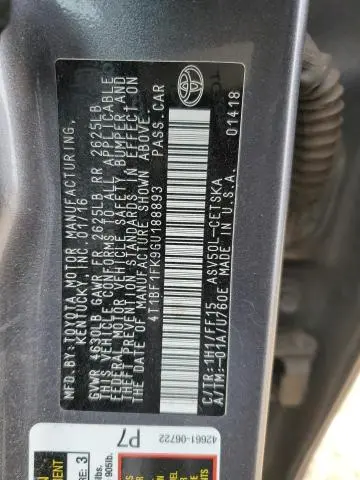 MFD.BY:TOYOTA MOTOR MANUFACTURING,
KENTUCKY, INC. 01/16
GVWR 4630LB GAWR FR 2625LB RR 2625LB
THIS VEHICLE CONFORMS TO ALL APPLICABLE
FEDERAL MOTOR VEHICLE SAFETY, BUMPER, AND
THEFT PREVENTION STANDARDS IN EFFECT ON
THE DATE OF MANUFACTURE SHOWN ABOVE.
4T1BF1FK9GU188893 PASS.CAR
C/TR:1H1/FF15 ASV50L-CETSKA
A/TM:-01A/U760E MADE IN U.S.A.
01418
TOYOTA
42661-06722
P7